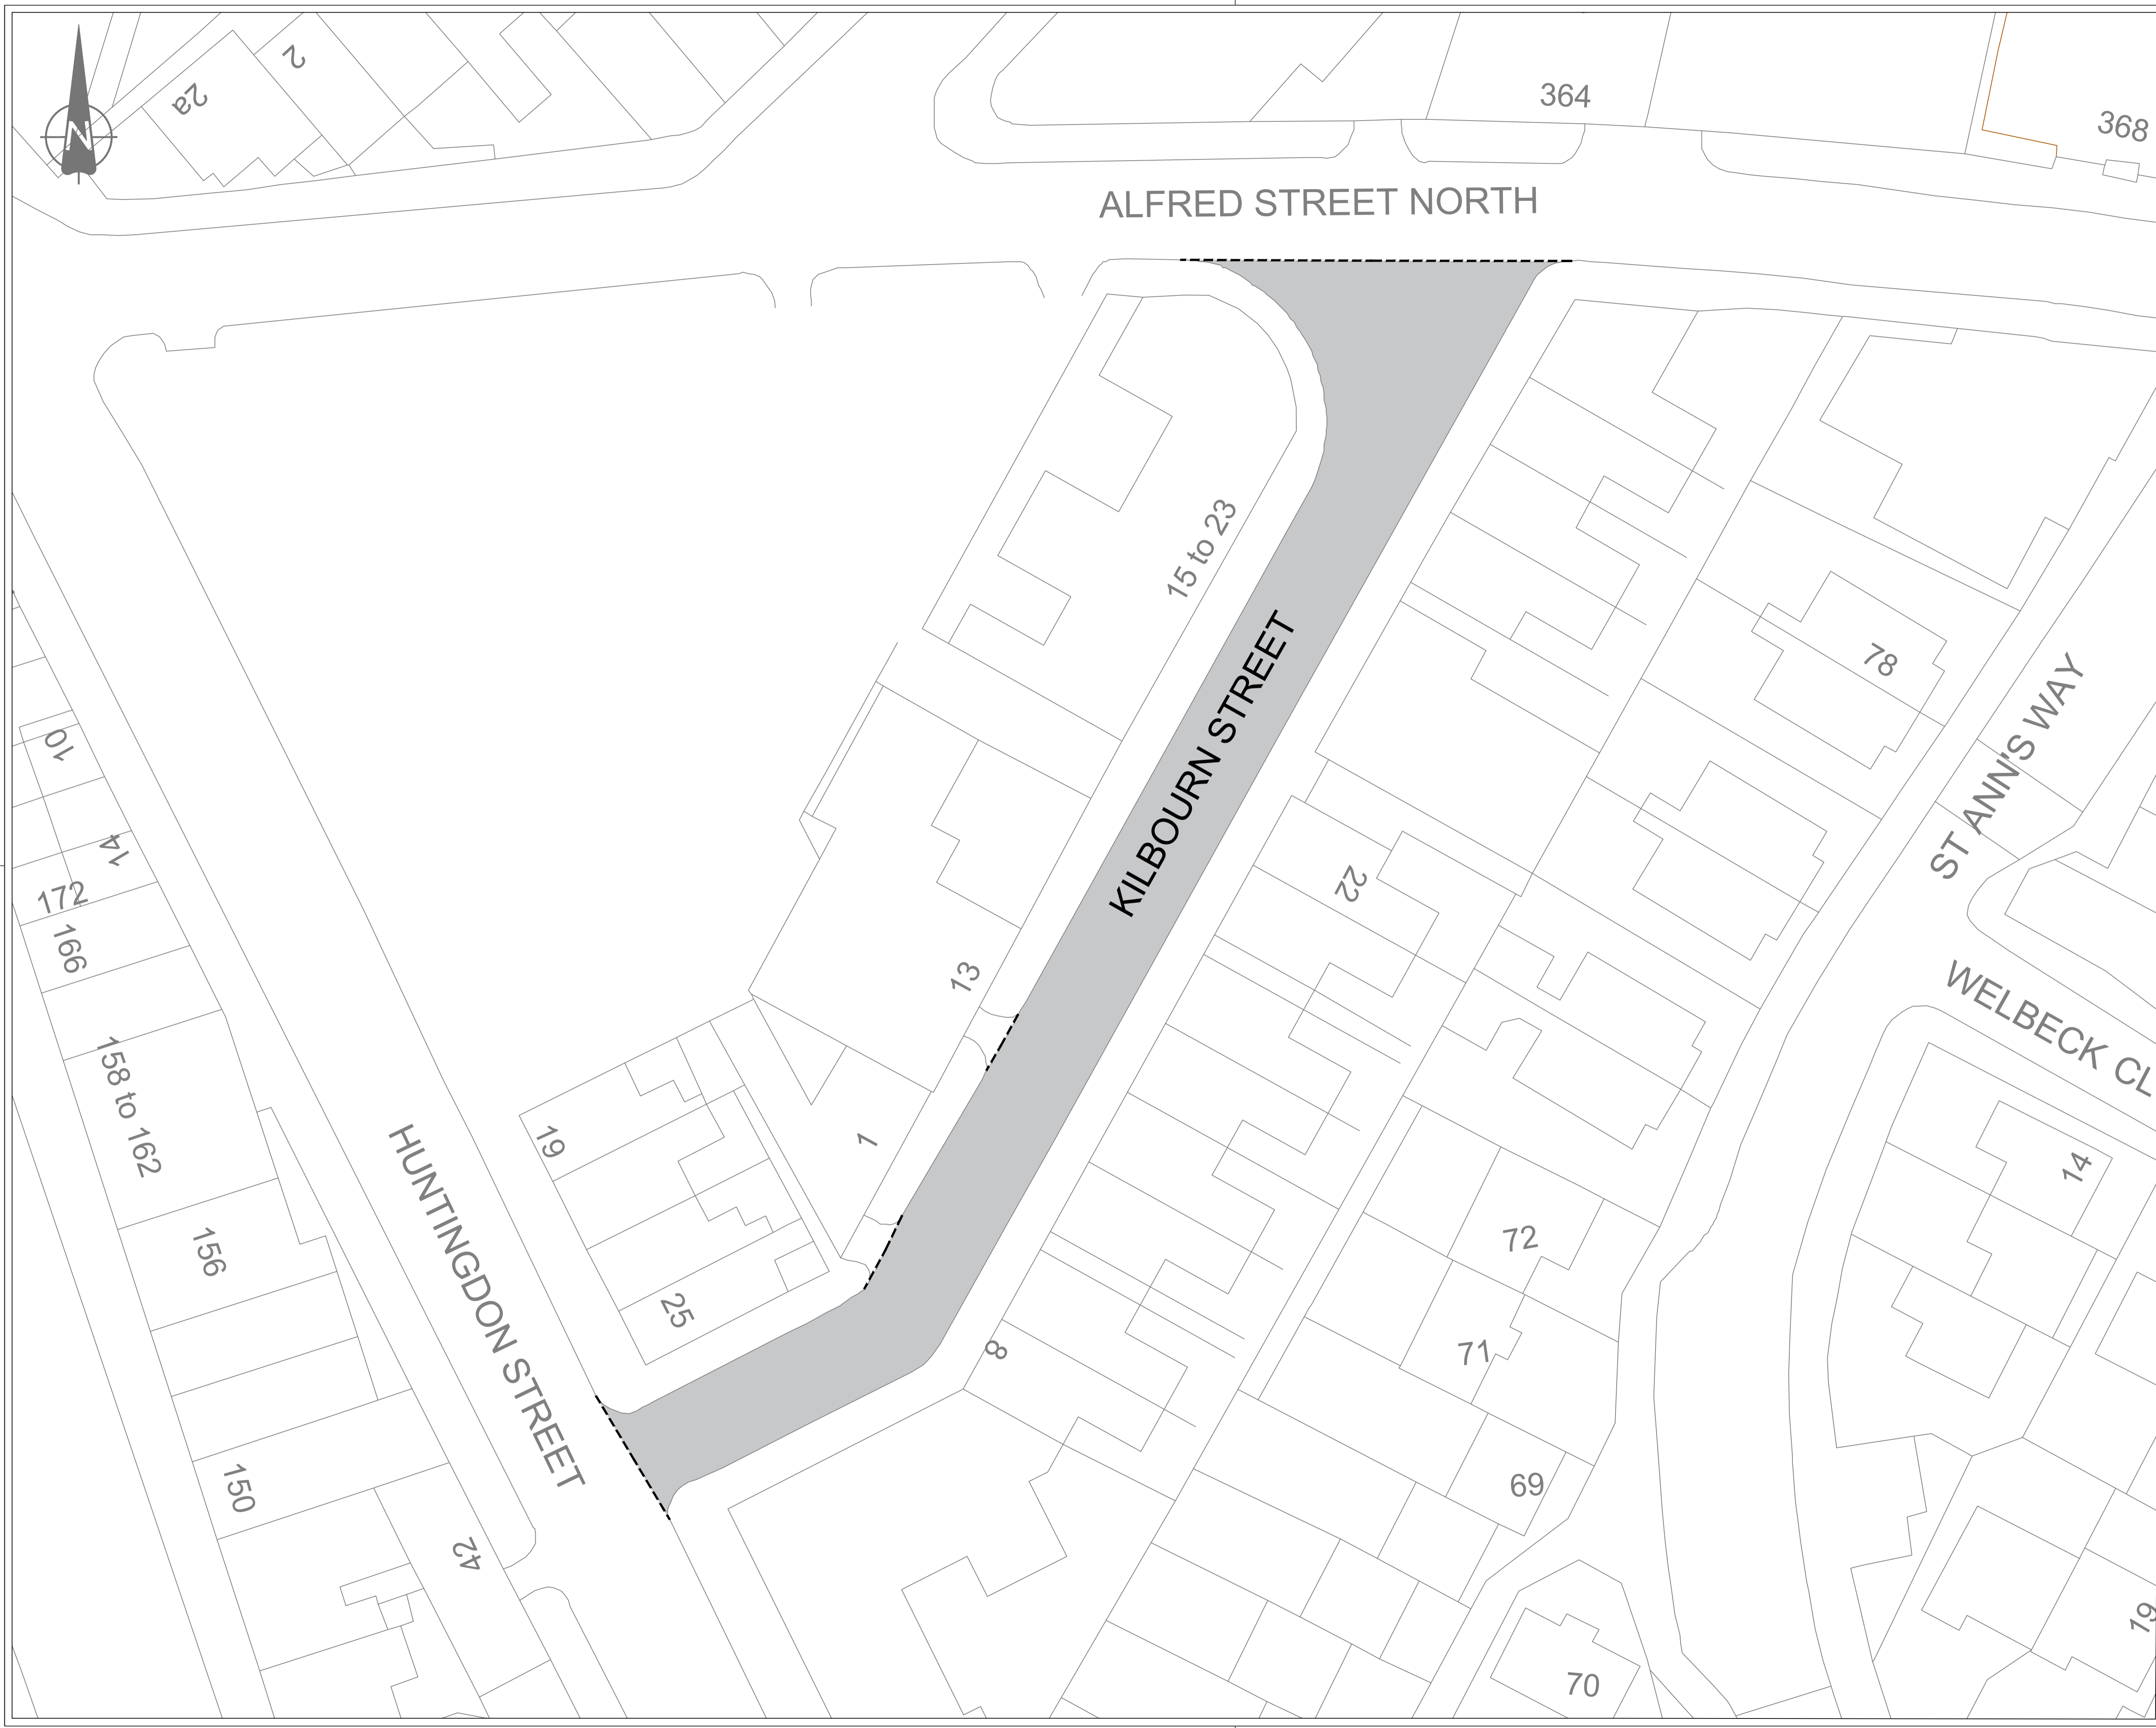 N
2
2a
364
368
ALFRED STREET NORTH
15 to 23
KILBOURN STREET
78
ST ANN'S WAY
10
14
172
166
22
13
WELBECK CL
158 to 162
19
1
HUNTINGDON STREET
14
156
72
25
8
71
150
69
42
19
70